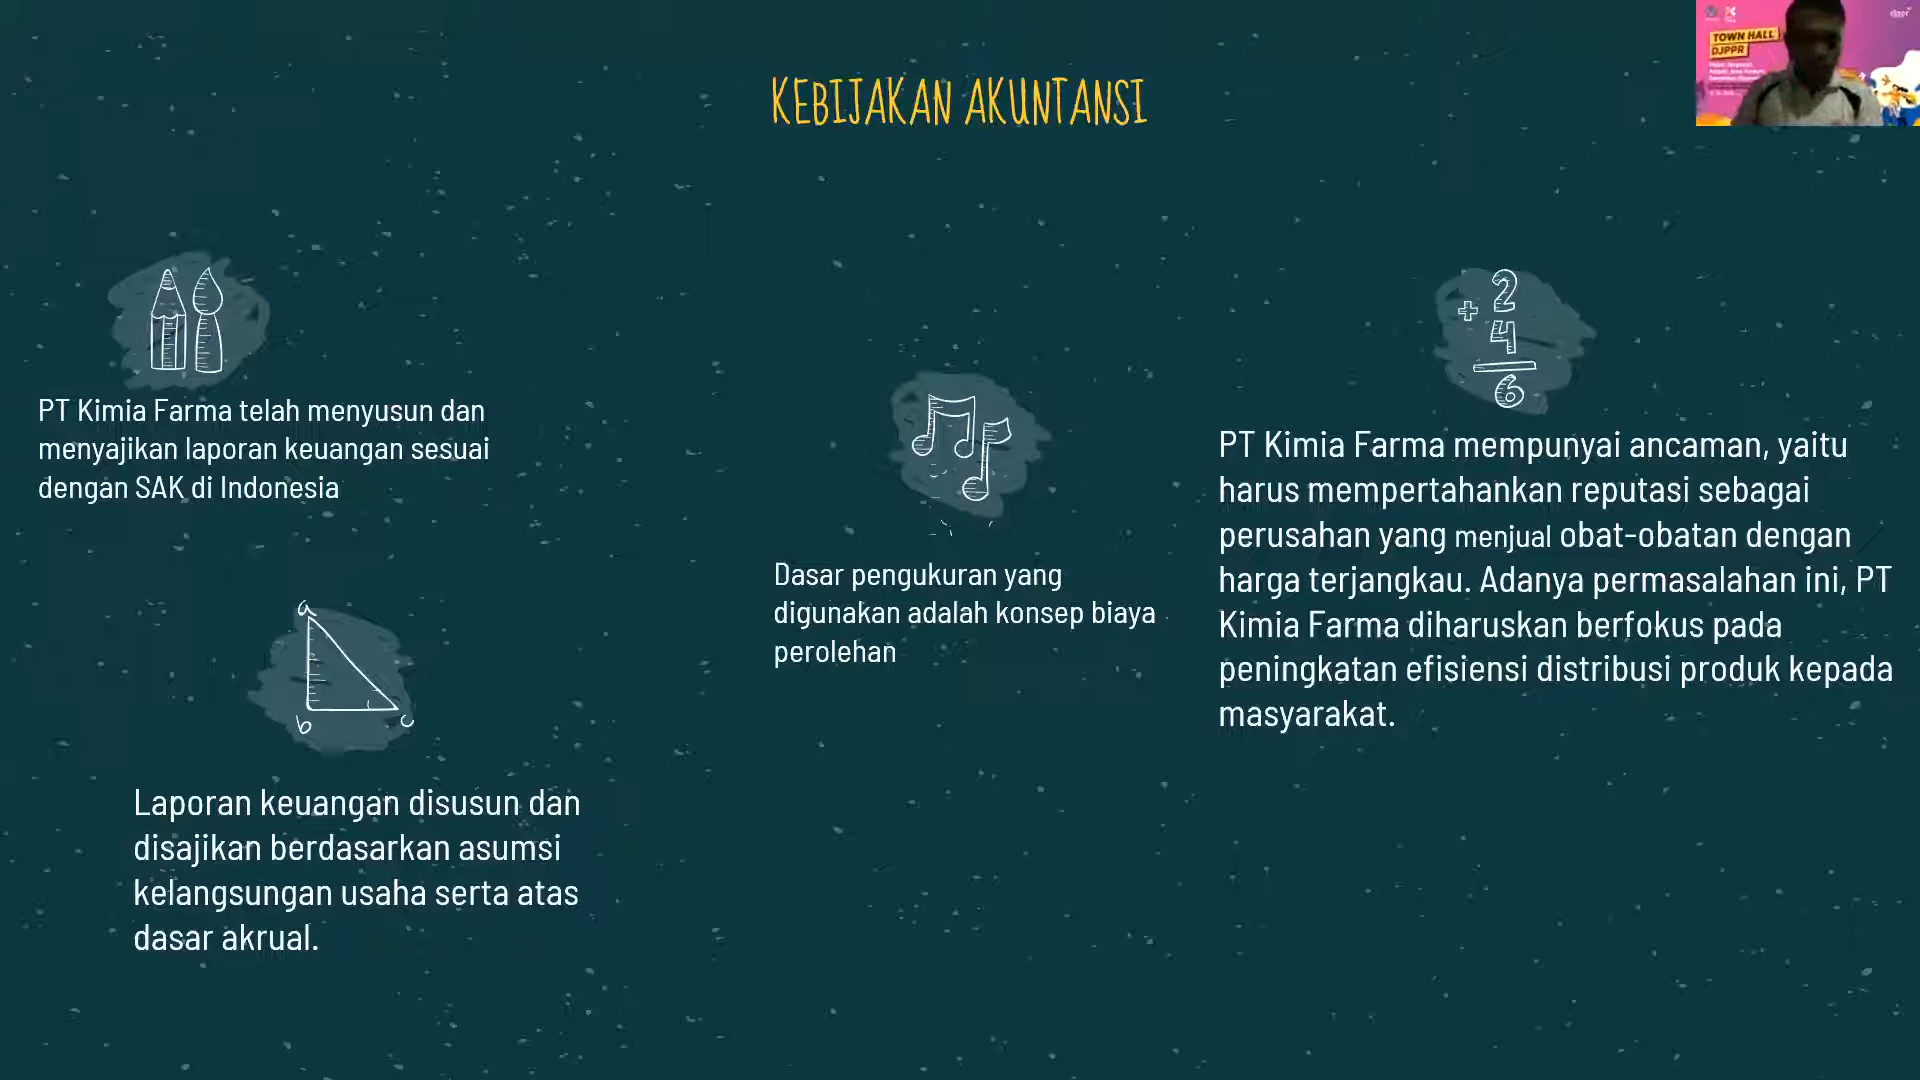 KEBIJAKAN AKUNTANSI
TOWN HALL
DJPPR
PT Kimia Farma telah menyusun dan
menyajikan laporan keuangan sesuai
dengan SAK di Indonesia
a
b
c
Laporan keuangan disusun dan
disajikan berdasarkan asumsi
kelangsungan usaha serta atas
dasar akrual.
Dasar pengukuran yang
digunakan adalah konsep biaya
perolehan
2
+
4
6
PT Kimia Farma mempunyai ancaman, yaitu
harus mempertahankan reputasi sebagai
perusahan yang menjual obat-obatan dengan
harga terjangkau. Adanya permasalahan ini, PT
Kimia Farma diharuskan berfokus pada
peningkatan efisiensi distribusi produk kepada
masyarakat.